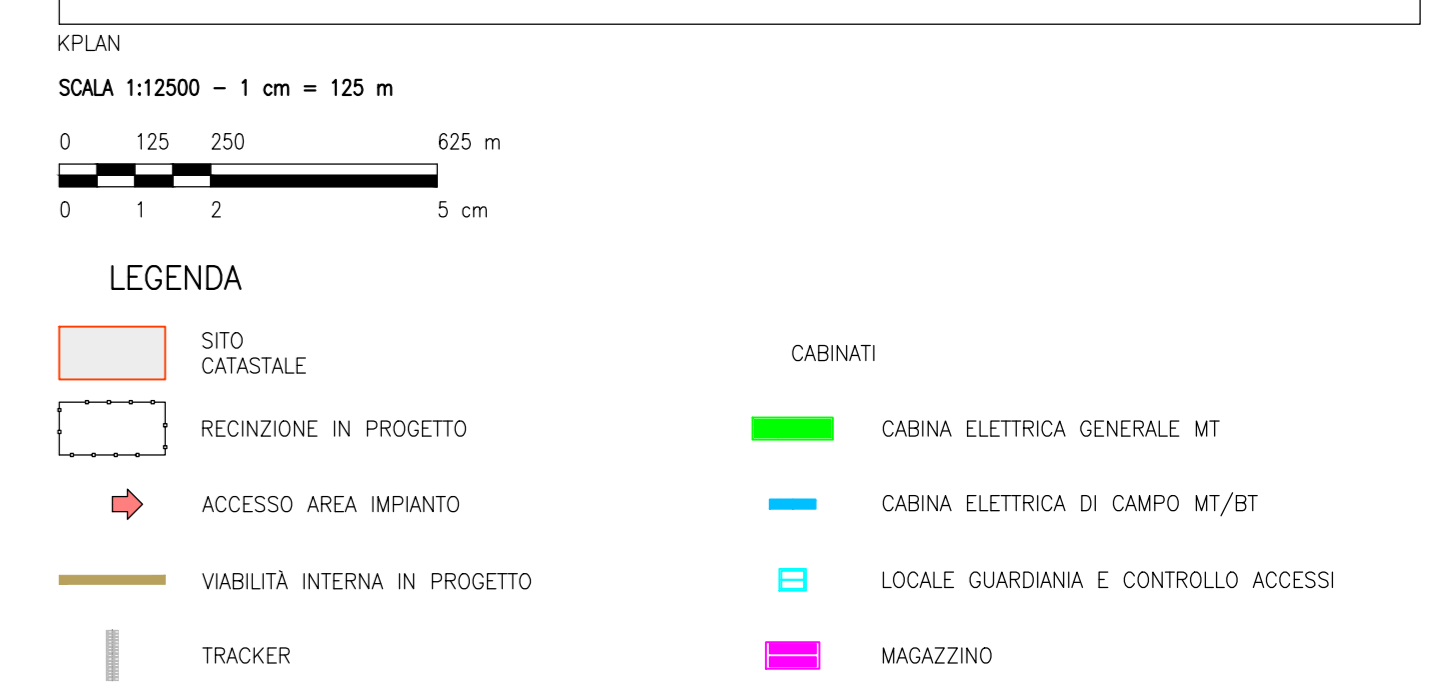 KPLAN
SCALA 1:12500 – 1 cm = 125 m
0 125 250 625 m
0 1 2 5 cm
LEGENDA
SITO
CATASTALE
RECINZIONE IN PROGETTO
ACCESSO AREA IMPIANTO
VIABILITÀ INTERNA IN PROGETTO
TRACKER
CABINATI
CABINA ELETTRICA GENERALE MT
CABINA ELETTRICA DI CAMPO MT/BT
LOCALE GUARDIANIA E CONTROLLO ACCESSI
MAGAZZINO